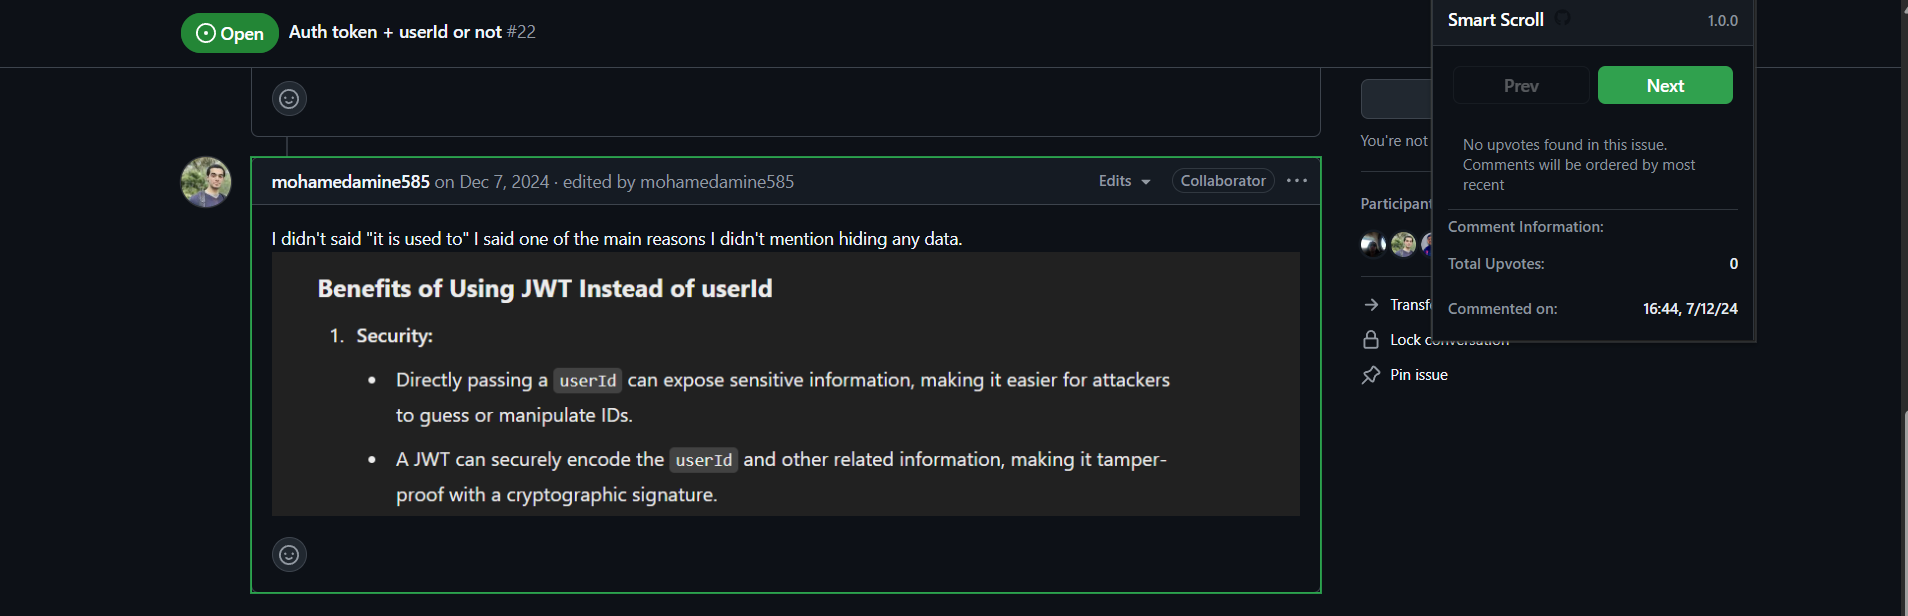 Open Auth token + userId or not #22
mohamedamine585 on Dec 7, 2024 · edited by mohamedamine585 Edits Collaborator
I didn't said "it is used to" I said one of the main reasons I didn't mention hiding any data.
Benefits of Using JWT Instead of userId
1. Security:
• Directly passing a userId can expose sensitive information, making it easier for attackers
to guess or manipulate IDs.
• A JWT can securely encode the userId and other related information, making it tamper-
proof with a cryptographic signature.
You're not
Participant
Transf
Lock conversation
Pin issue
Smart Scroll 1.0.0
Prev Next
No upvotes found in this issue.
Comments will be ordered by most
recent
Comment Information:
Total Upvotes: 0
Commented on: 16:44, 7/12/24